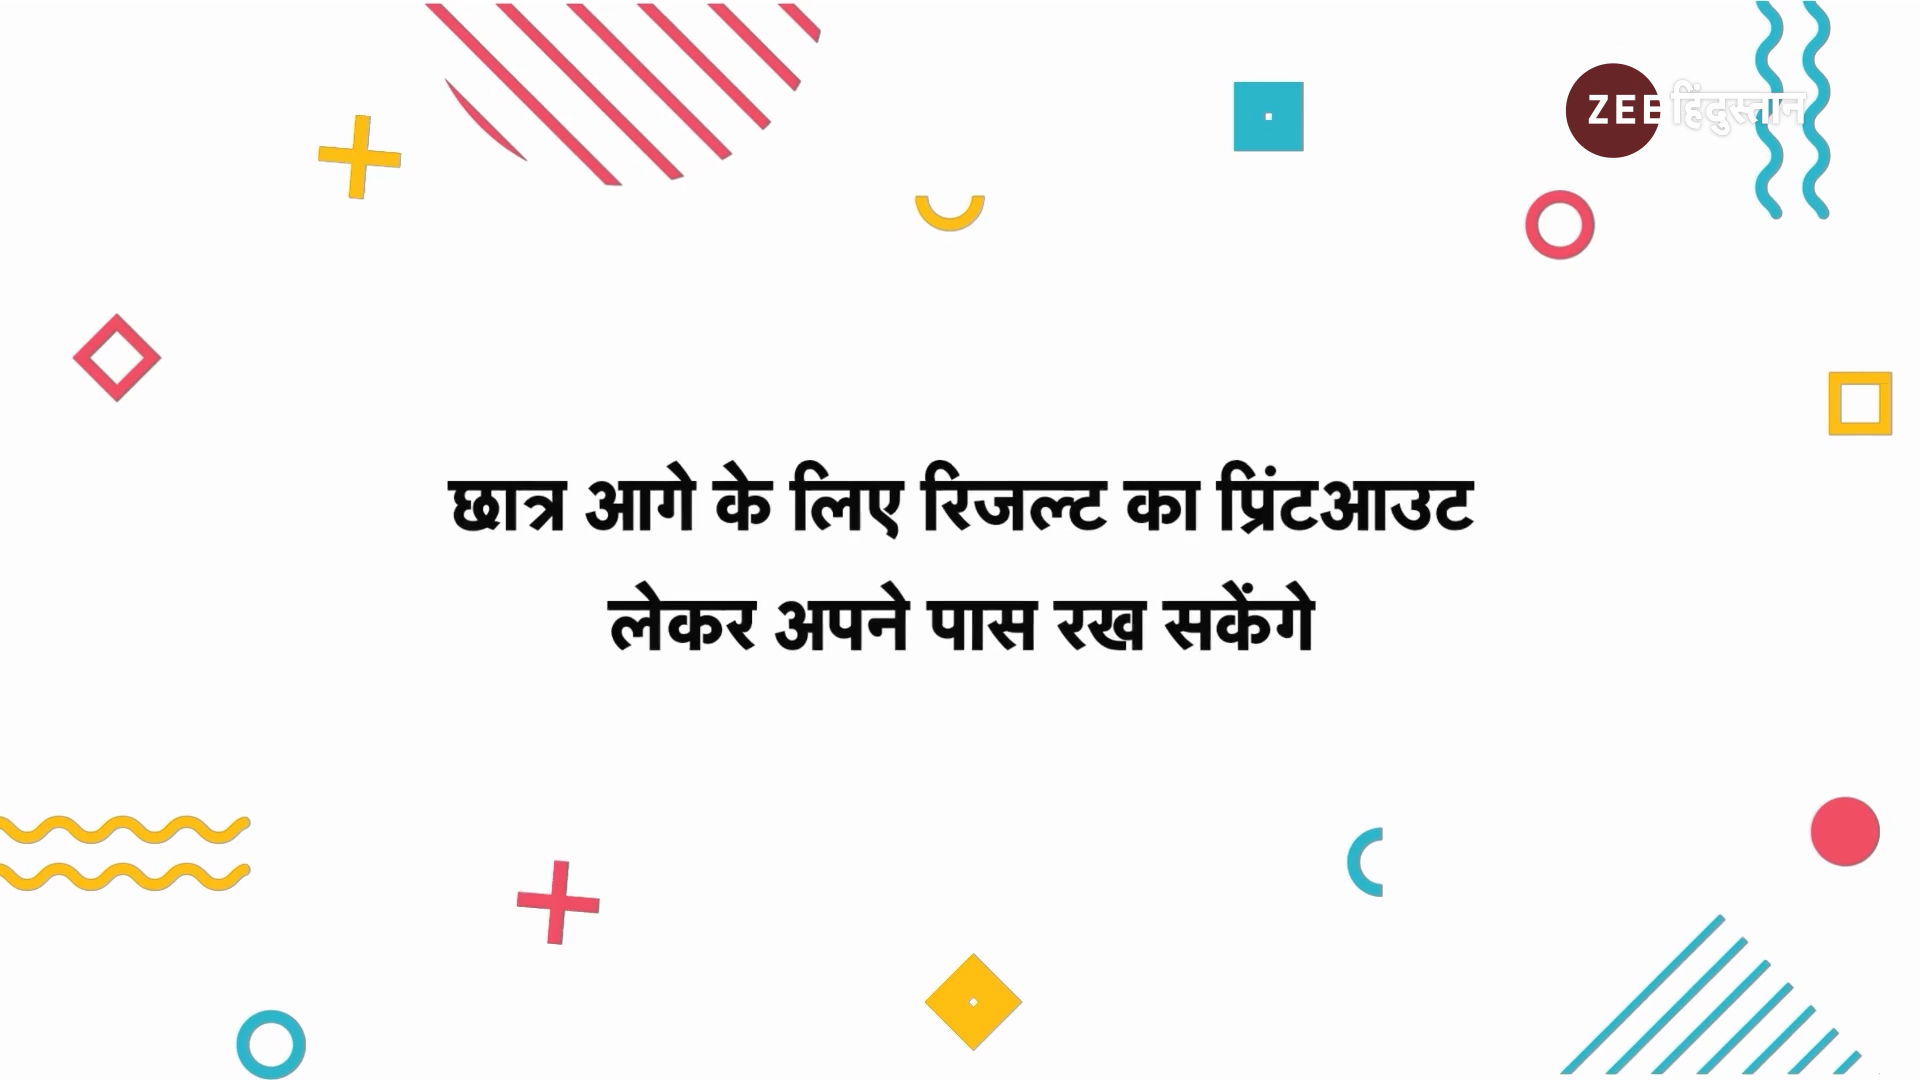 ZEE हिंदुस्तान
छात्र आगे के लिए रिजल्ट का प्रिंटआउट
लेकर अपने पास रख सकेंगे